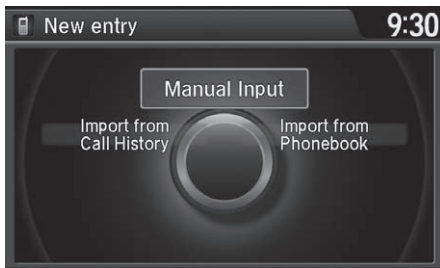 New entry
9:30
Manual Input
Import from
Call History
Import from
Phonebook